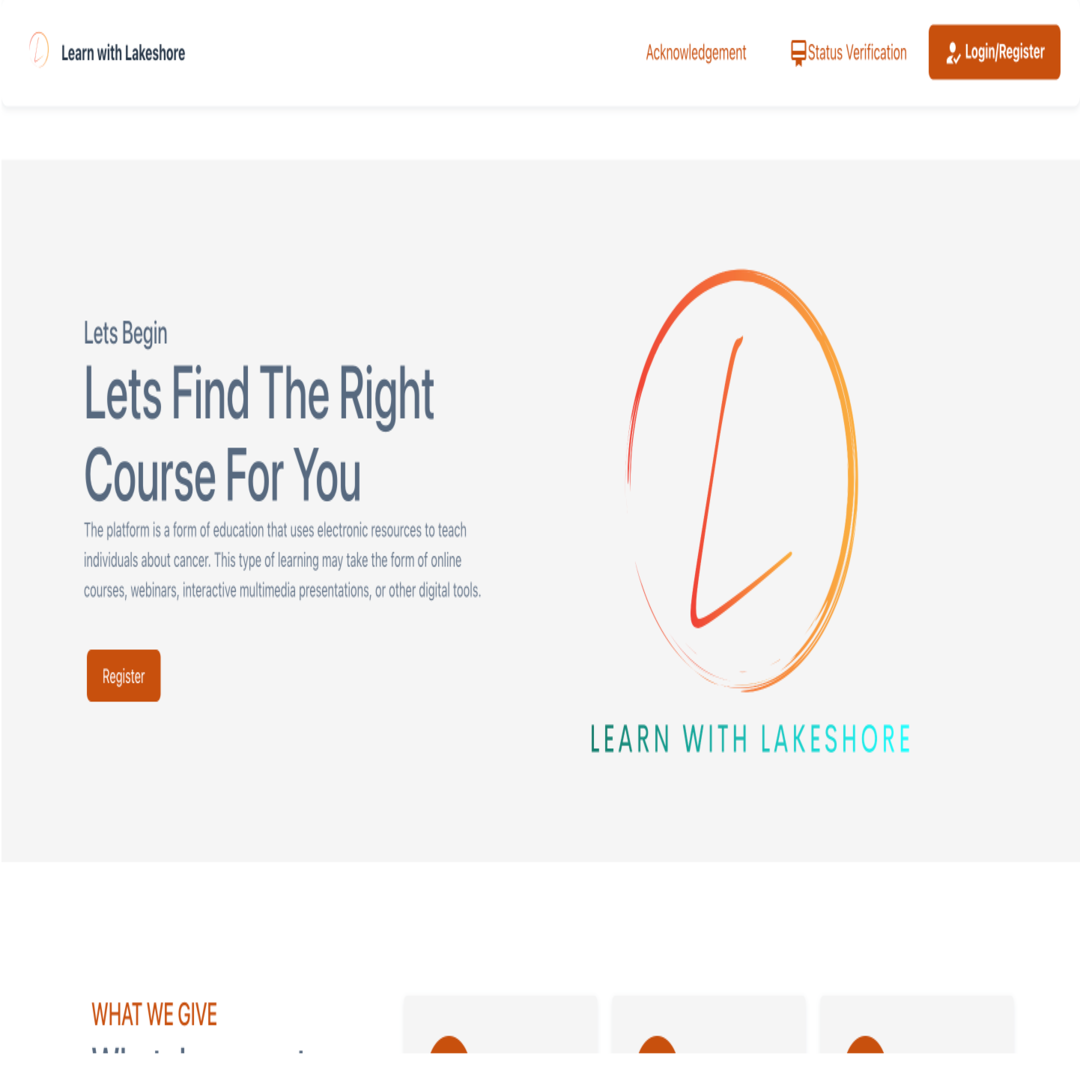 Learn with Lakeshore
Acknowledgement
Status Verification
Login/Register
Lets Begin
Lets Find The Right
Course For You
The platform is a form of education that uses electronic resources to teach
individuals about cancer. This type of learning may take the form of online
courses, webinars, interactive multimedia presentations, or other digital tools.
Register
L
LEARN WITH LAKESHORE
WHAT WE GIVE